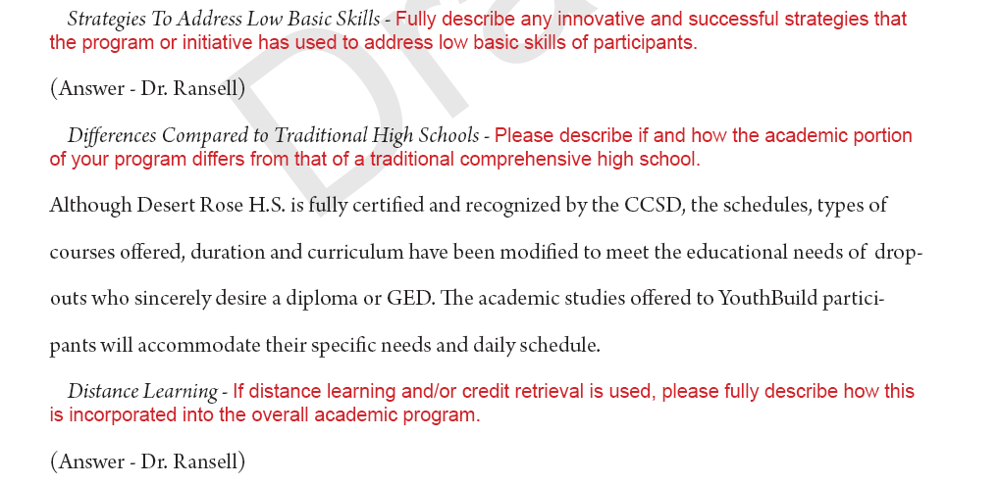 Strategies To Address Low Basic Skills - Fully describe any innovative and successful strategies that
the program or initiative has used to address low basic skills of participants.
(Answer - Dr. Ransell)
Differences Compared to Traditional High Schools - Please describe if and how the academic portion
of your program differs from that of a traditional comprehensive high school.
Although Desert Rose H.S. is fully certified and recognized by the CCSD, the schedules, types of
courses offered, duration and curriculum have been modified to meet the educational needs of drop-
outs who sincerely desire a diploma or GED. The academic studies offered to YouthBuild partici-
pants will accommodate their specific needs and daily schedule.
Distance Learning - If distance learning and/or credit retrieval is used, please fully describe how this
is incorporated into the overall academic program.
(Answer - Dr. Ransell)